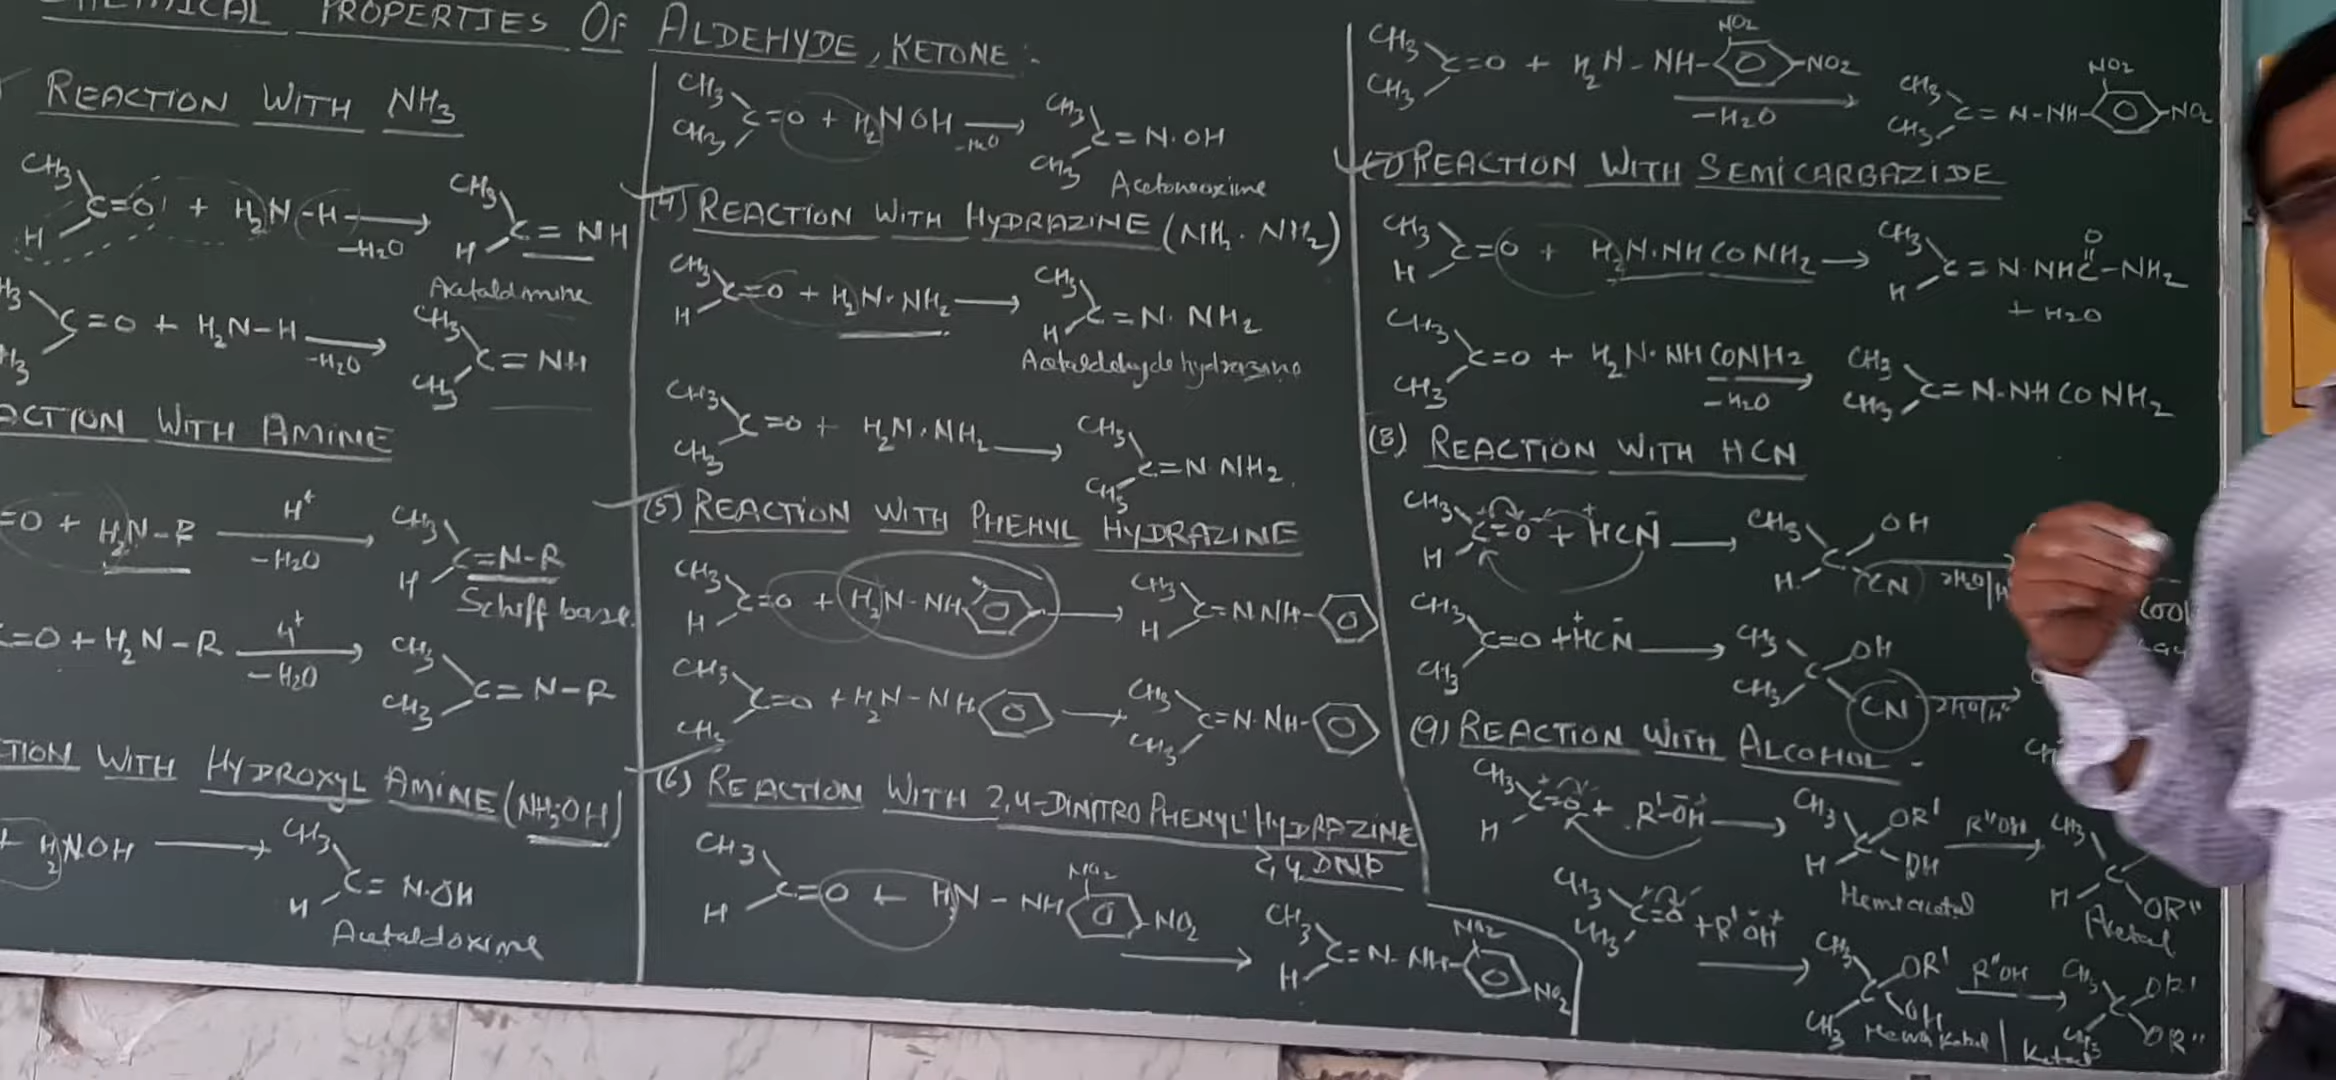 CHEMICAL PROPERTIES OF ALDEHYDE, KETONE :-
REACTION WITH NH3
CH3
C=O + H2N-H
H
-H2O
CH3
C = NH
H
Acetaldimine
H3
C=O + H2N-H
H3
-H2O
CH3
C = NH
CH3
ACTION WITH AMINE
=O + H2N-R
H+
-H2O
CH3
C=N-R
H
Schiff base
C=O + H2N-R
H+
-H2O
CH3
C=N-R
CH3
TION WITH HYDROXYL AMINE (NH2OH)
+ H2N.OH
CH3
C=N.OH
H
Acetaldoxime
CH3
C=O + H2NOH
CH3
-H2O
CH3
C=N.OH
CH3
Acetoneoxime
(4) REACTION WITH HYDRAZINE (NH2.NH2)
CH3
C=O + H2N.NH2
H
CH3
C=N.NH2
H
CH3
C=O + H2N.NH2
CH3
CH3
C=N.NH2
CH3
(5) REACTION WITH PHENYL HYDRAZINE
CH3
C=O + H2N-NH-
H
CH3
C=N.NH-
H
CH3
C=O + H2N-NH
CH3
C=N.NH-
CH3
(6) REACTION WITH 2,4-DINITROPHENYL HYDRAZINE
2,4 DNP
CH3
C=O + H2N - NH
H
NO2
-NO2
CH3
C=N-NH-
H
NO2
NO2
CH3
C=O + H2N-NH-
CH3
NO2
-NO2
-H2O
CH3
C=N-NH-
CH3
NO2
-NO2
(7) REACTION WITH SEMICARBAZIDE
CH3
C=O + H2N.NHCONH2
H
CH3
O
C=N.NHC-NH2
H
+ H2O
CH3
C=O + H2N.NHCONH2
CH3
-H2O
CH3
C=N-NHCONH2
CH3
(8) REACTION WITH HCN
CH3
C=O + HCN
+ -
H
CH3
OH
C
H
CN
CH3
C=O + HCN
+ -
CH3
CH3
OH
C
CH3
CN
(9) REACTION WITH ALCOHOL -
CH3
C=O + R'-OH
H
CH3
OR'
C
H
OH
Hemiacetal
R"OH
CH3
C
H
OR"
Acetal
CH3
C=O + R'OH
CH3
CH3
OR'
C
CH3
OH
R"OH
CH3
OR'
C
OR"